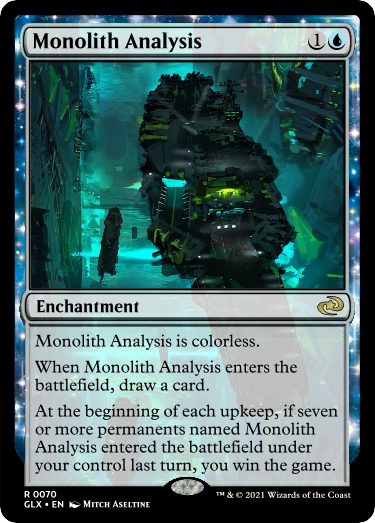 Monolith Analysis 1
Enchantment
Monolith Analysis is colorless.
When Monolith Analysis enters the
battlefield, draw a card.
At the beginning of each upkeep, if seven
or more permanents named Monolith
Analysis entered the battlefield under
your control last turn, you win the game.
R 0070
GLX • EN Mitch Aseltine ™ & © 2021 Wizards of the Coast